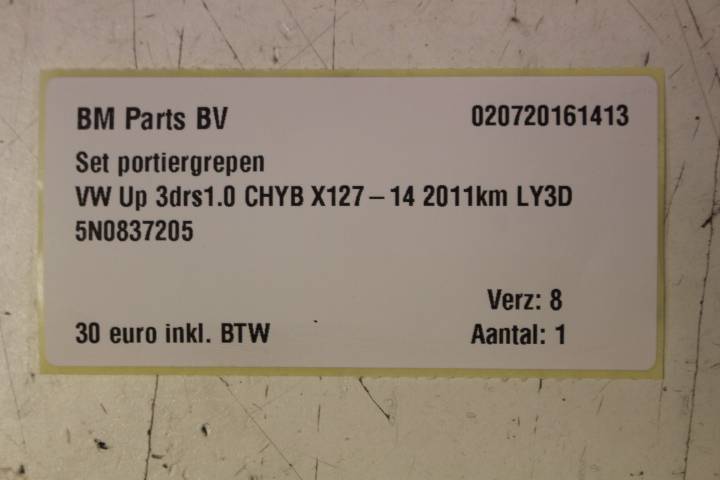 BM Parts BV 020720161413
Set portiergrepen
VW Up 3drs1.0 CHYB X127 – 14 2011km LY3D
5N0837205
Verz: 8
30 euro inkl. BTW Aantal: 1